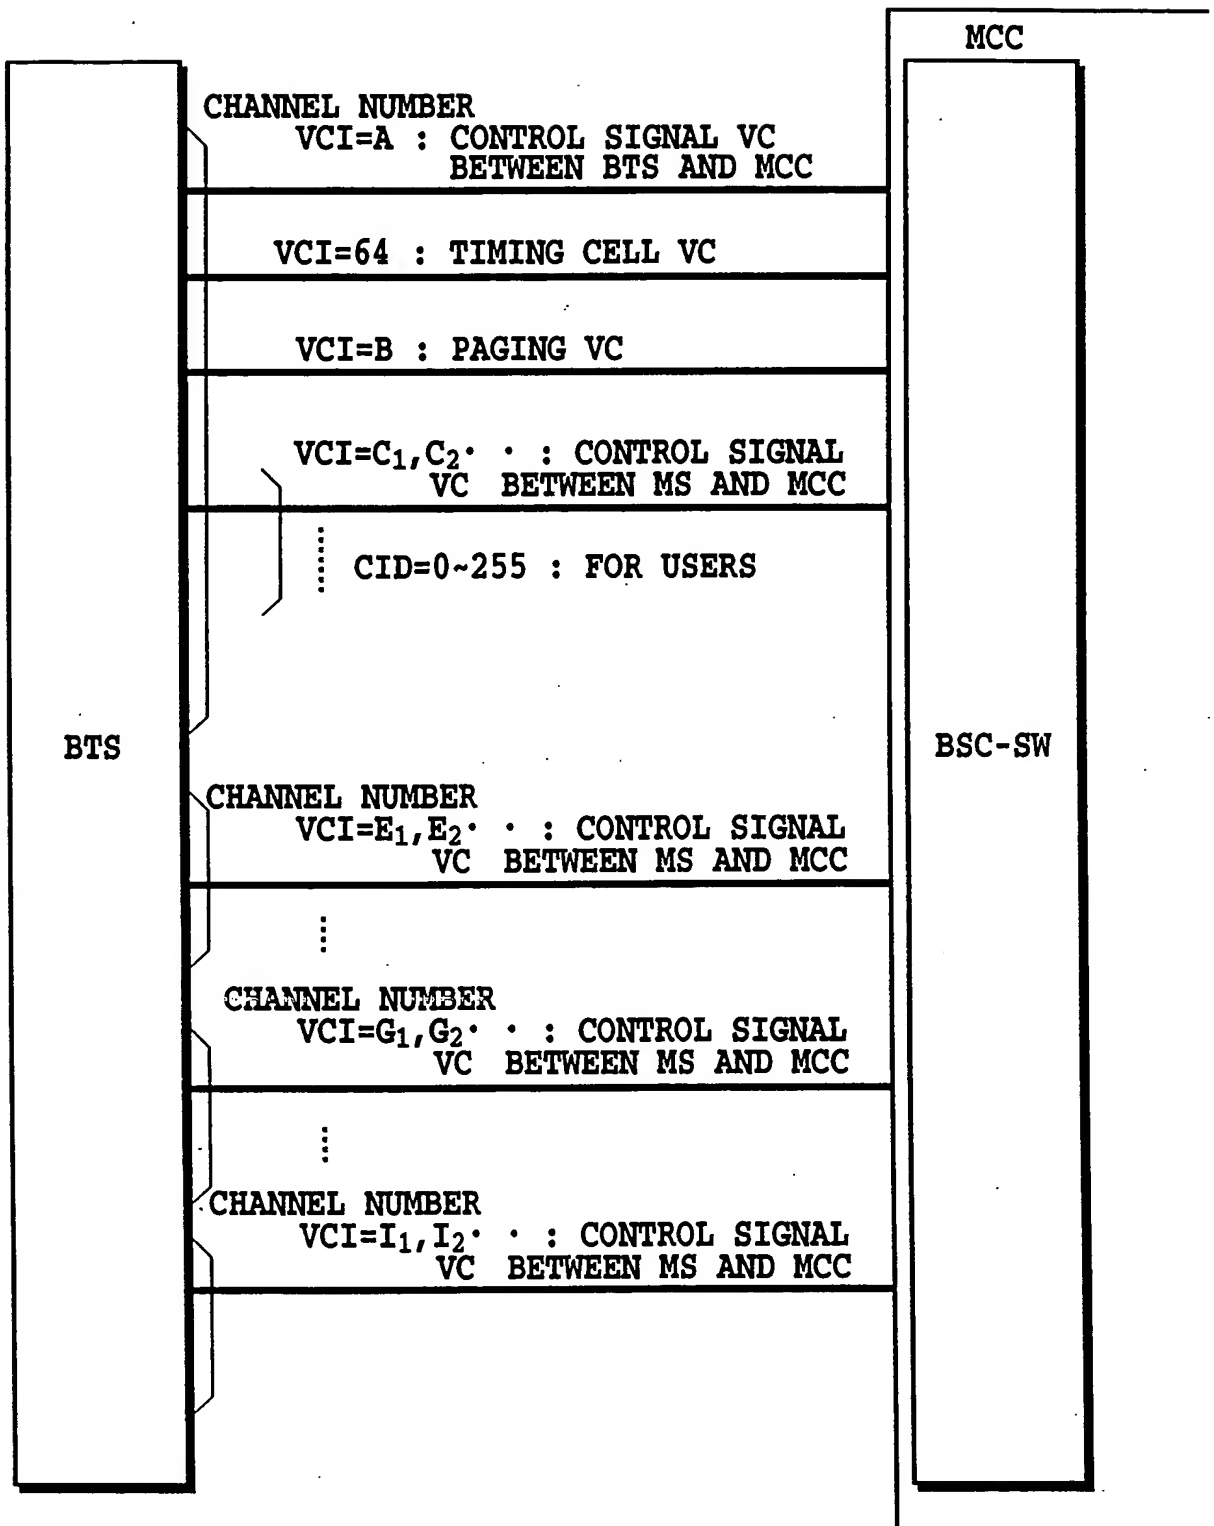 MCC
CHANNEL NUMBER
VCI=A : CONTROL SIGNAL VC
BETWEEN BTS AND MCC
VCI=64 : TIMING CELL VC
VCI=B : PAGING VC
VCI=C₁,C₂· · : CONTROL SIGNAL
VC BETWEEN MS AND MCC
CID=0~255 : FOR USERS
BTS
BSC-SW
CHANNEL NUMBER
VCI=E₁,E₂· · : CONTROL SIGNAL
VC BETWEEN MS AND MCC
CHANNEL NUMBER
VCI=G₁,G₂· · : CONTROL SIGNAL
VC BETWEEN MS AND MCC
CHANNEL NUMBER
VCI=I₁,I₂· · : CONTROL SIGNAL
VC BETWEEN MS AND MCC